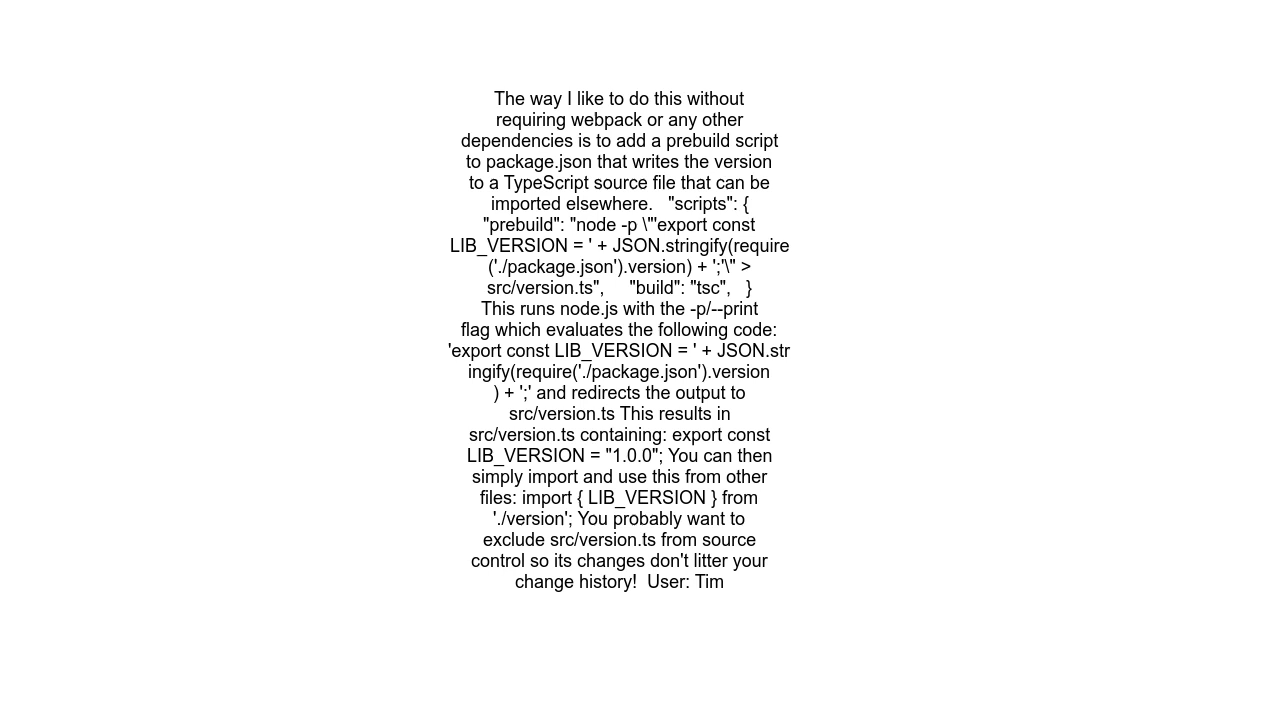 The way I like to do this without
requiring webpack or any other
dependencies is to add a prebuild script
to package.json that writes the version
to a TypeScript source file that can be
imported elsewhere.   "scripts": {
"prebuild": "node -p \"'export const
LIB_VERSION = ' + JSON.stringify(require
('./package.json').version) + ';'\" >
src/version.ts",     "build": "tsc",   }
This runs node.js with the -p/--print
flag which evaluates the following code:
'export const LIB_VERSION = ' + JSON.str
ingify(require('./package.json').version
) + ';' and redirects the output to
src/version.ts This results in
src/version.ts containing: export const
LIB_VERSION = "1.0.0"; You can then
simply import and use this from other
files: import { LIB_VERSION } from
'./version'; You probably want to
exclude src/version.ts from source
control so its changes don't litter your
change history!  User: Tim